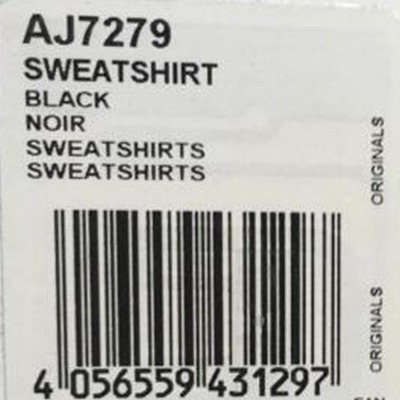 AJ7279
SWEATSHIRT
BLACK
NOIR
SWEATSHIRTS
SWEATSHIRTS
ORIGINALS
ORIGINALS
4 056559 431297